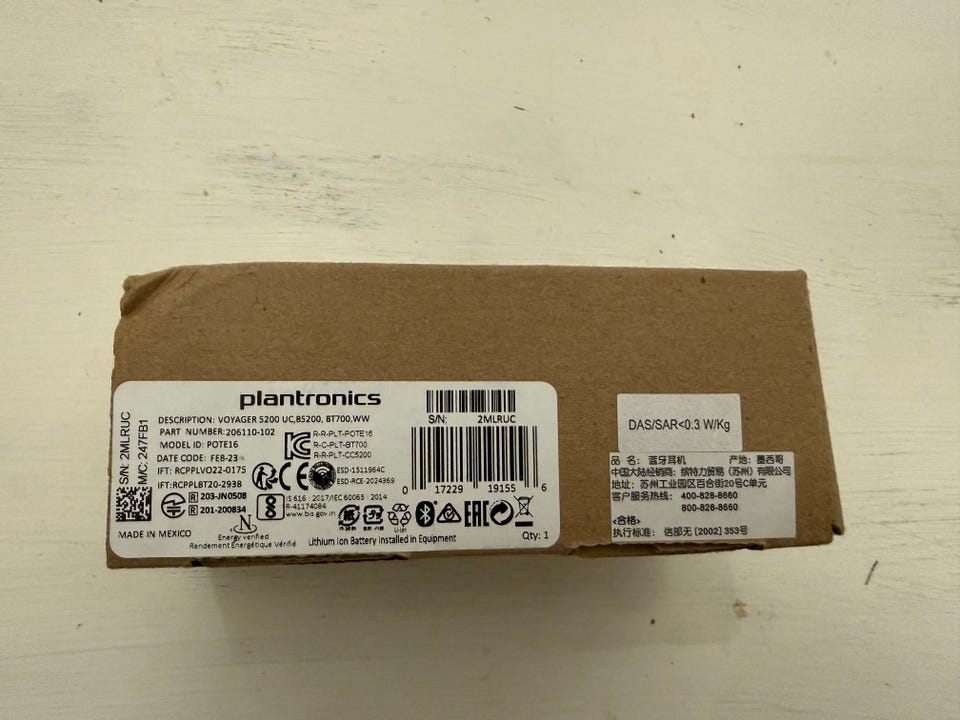 plantronics
DESCRIPTION: VOYAGER 5200 UC,B5200, BT700,WW
PART NUMBER:206110-102
MODEL ID: POTE16
DATE CODE: FEB-23
IFT: RCPPLVO22-0175
IFT:RCPPLBT20-2938
R 203-JN0508
R 201-200834
MADE IN MEXICO
S/N: 2MLRUC
M/C: 247FB1
R-R-PLT-POTE16
R-C-PLT-BT700
R-R-PLT-CC5200
ESD-1511964C
ESD-RCE-2024369
IS 616 : 2017/IEC 60065 : 2014
R-41174084
www.bis.gov.in
N
Energy verified
Rendement Énergétique Vérifié
Li-ion
Lithium Ion Battery Installed in Equipment
S/N: 2MLRUC
0 17229 19155 6
CE
EAC
Qty: 1
DAS/SAR<0.3 W/Kg
品 名: 蓝牙耳机 产地: 墨西哥
中国大陆经销商: 缤特力贸易（苏州）有限公司
地址: 苏州工业园区百合街20号C单元
客户服务热线: 400-828-8660
800-828-8660
<合格>
执行标准: 信部无 [2002] 353号